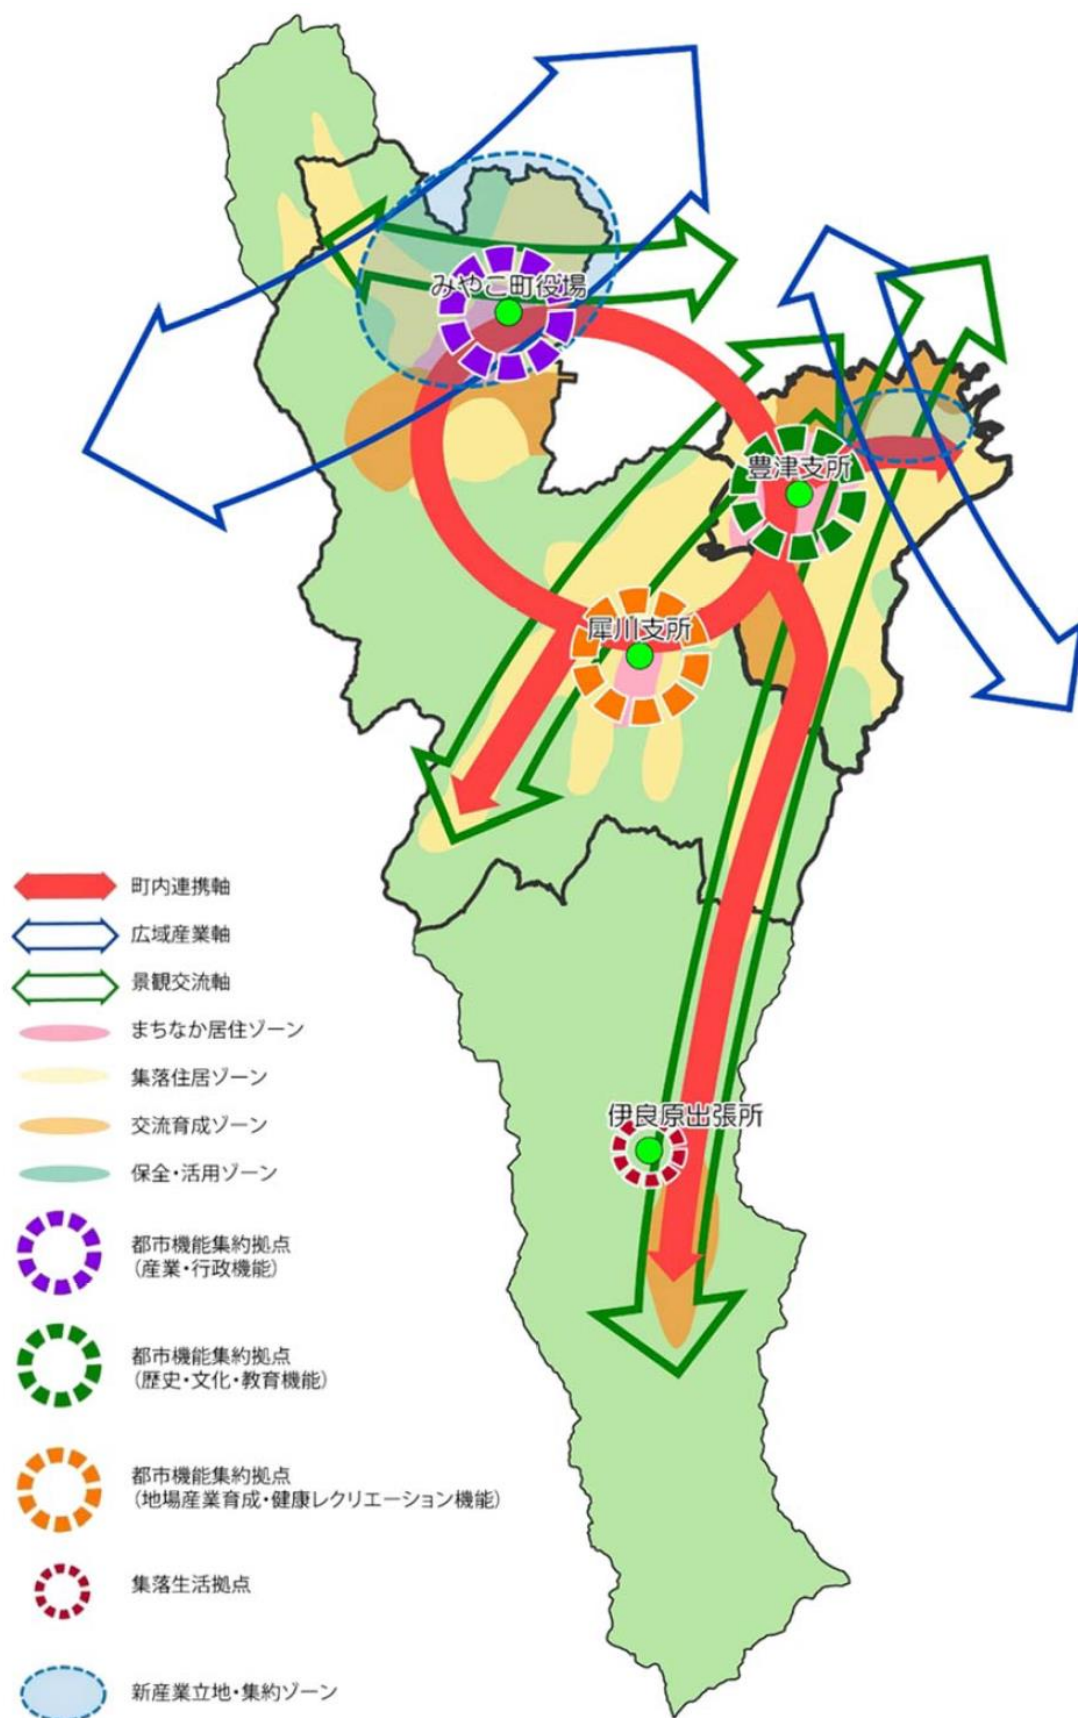 みやこ町役場
豊津支所
犀川支所
伊良原出張所
町内連携軸
広域産業軸
景観交流軸
まちなか居住ゾーン
集落住居ゾーン
交流育成ゾーン
保全・活用ゾーン
都市機能集約拠点
(産業・行政機能)
都市機能集約拠点
(歴史・文化・教育機能)
都市機能集約拠点
(地場産業育成・健康レクリエーション機能)
集落生活拠点
新産業立地・集約ゾーン